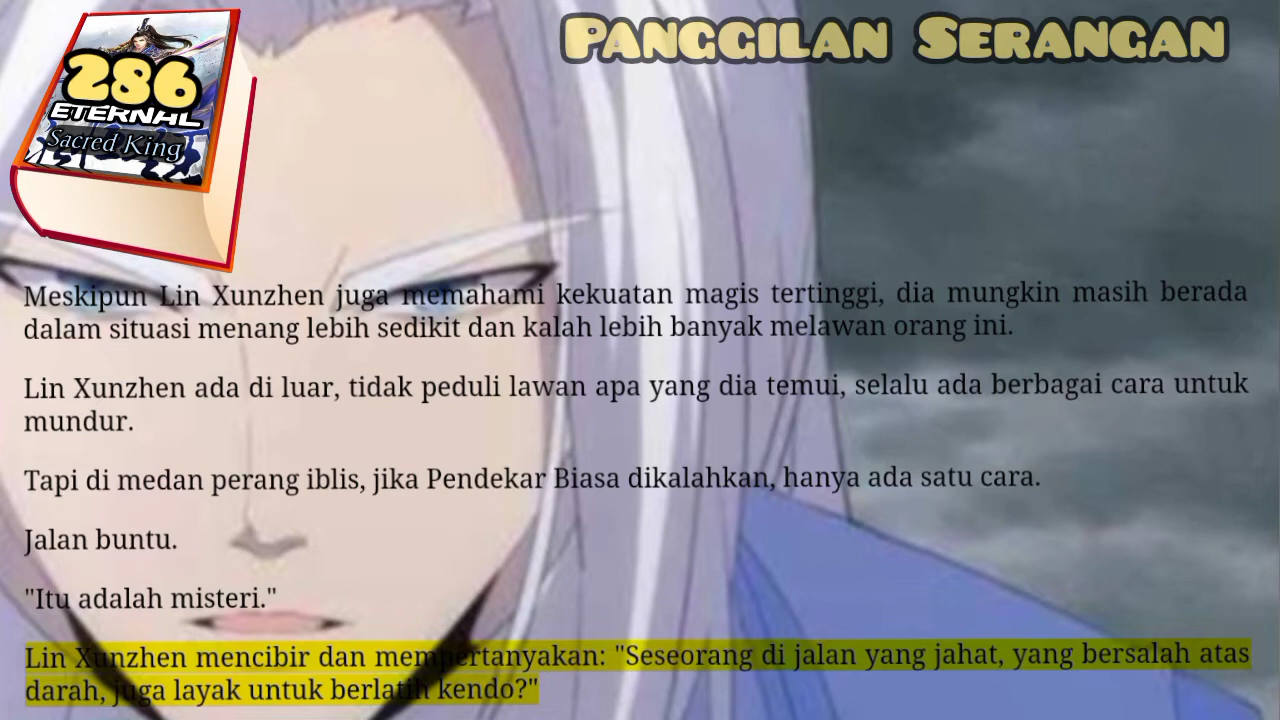 Panggilan Serangan
286
ETERNAL
Sacred King
Meskipun Lin Xunzhen juga memahami kekuatan magis tertinggi, dia mungkin masih berada
dalam situasi menang lebih sedikit dan kalah lebih banyak melawan orang ini.
Lin Xunzhen ada di luar, tidak peduli lawan apa yang dia temui, selalu ada berbagai cara untuk
mundur.
Tapi di medan perang iblis, jika Pendekar Biasa dikalahkan, hanya ada satu cara.
Jalan buntu.
"Itu adalah misteri."
Lin Xunzhen mencibir dan mempertanyakan: "Seseorang di jalan yang jahat, yang bersalah atas
darah, juga layak untuk berlatih kendo?"